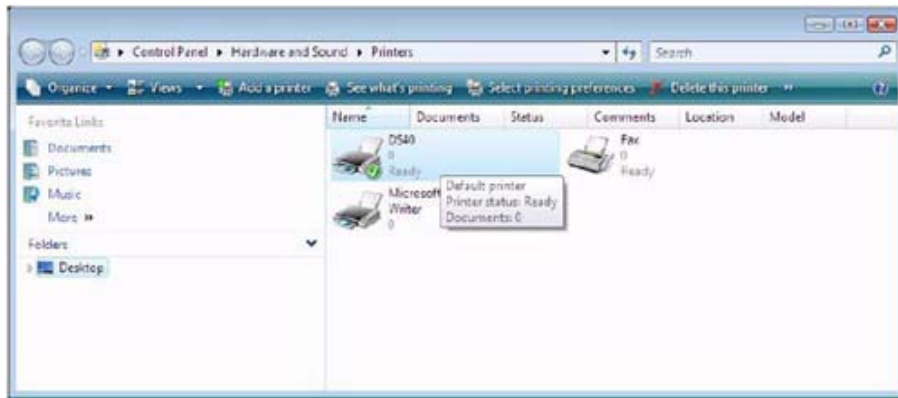 Control Panel ▸ Hardware and Sound ▸ Printers
Search
Organize Views Add a printer See what's printing Select printing preferences Delete this printer »
Favorite Links
Name Documents Status Comments Location Model
Documents
Pictures
Music
More »
Folders
Desktop
D540
0
Ready
Fax
0
Ready
Microsoft
Writer
0
Default printer
Printer status: Ready
Documents: 0